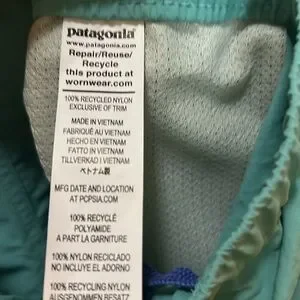 patagonia
www.patagonia.com
Repair/Reuse/
Recycle
this product at
wornwear.com
100% RECYCLED NYLON
EXCLUSIVE OF TRIM
MADE IN VIETNAM
FABRIQUÉ AU VIETNAM
HECHO EN VIETNAM
FATTO IN VIETNAM
TILLVERKAD I VIETNAM
ベトナム製
MFG DATE AND LOCATION
AT PCPSIA.COM
100% RECYCLÉ
POLYAMIDE
A PART LA GARNITURE
100% NYLON RECICLADO
NO INCLUYE EL ADORNO
100% NYLON/RECYCLING
AUSGENOMMEN BESATZ